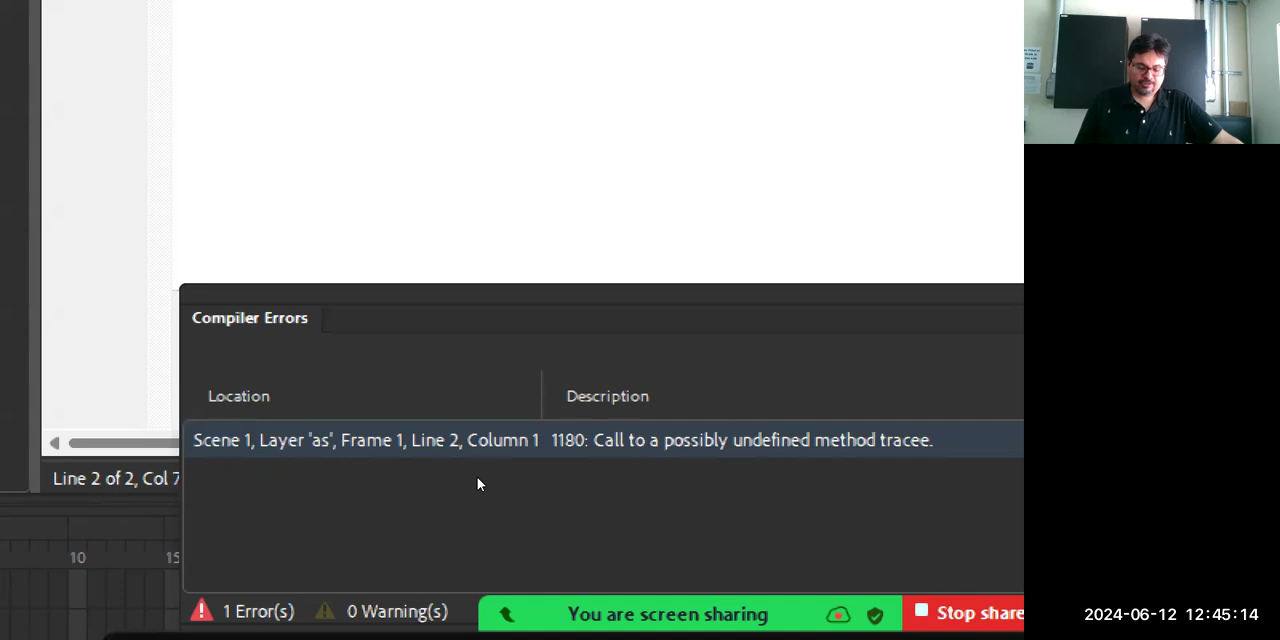 Compiler Errors
Location Description
Scene 1, Layer 'as', Frame 1, Line 2, Column 1 1180: Call to a possibly undefined method tracee.
Line 2 of 2, Col 7
10 15
1 Error(s) 0 Warning(s) You are screen sharing Stop share
2024-06-12 12:45:14